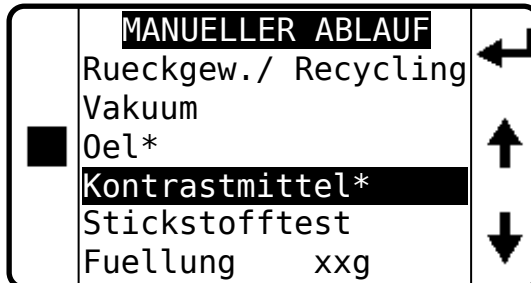 MANUELLER ABLAUF
Rueckgew./ Recycling
Vakuum
Oel*
Kontrastmittel*
Stickstofftest
Fuellung xxg